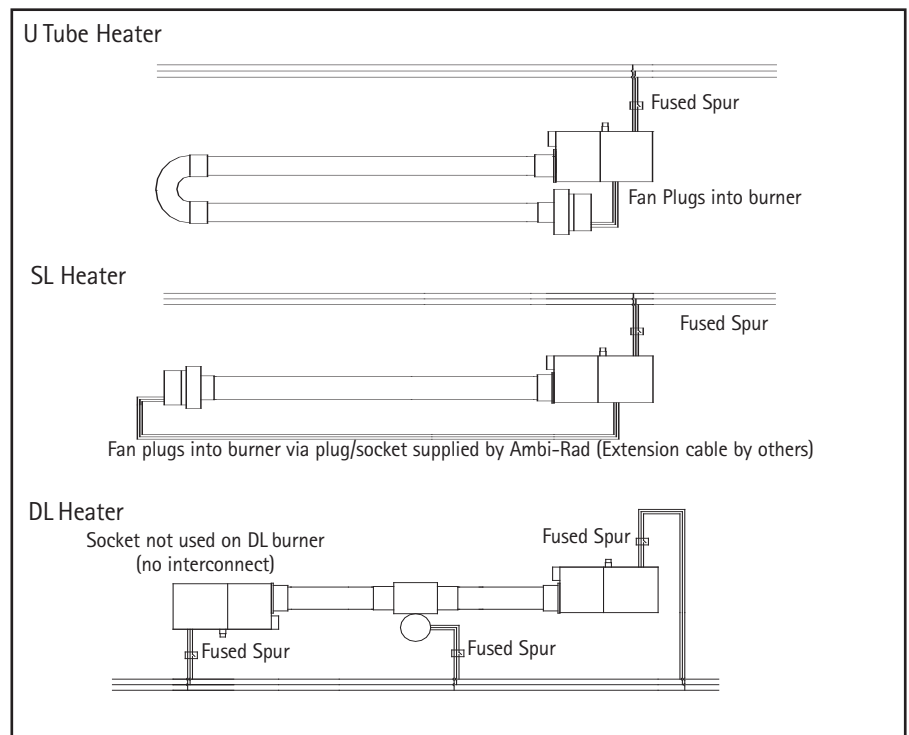 U Tube Heater
Fused Spur
Fan Plugs into burner
SL Heater
Fused Spur
Fan plugs into burner via plug/socket supplied by Ambi-Rad (Extension cable by others)
DL Heater
Socket not used on DL burner
(no interconnect)
Fused Spur
Fused Spur
Fused Spur